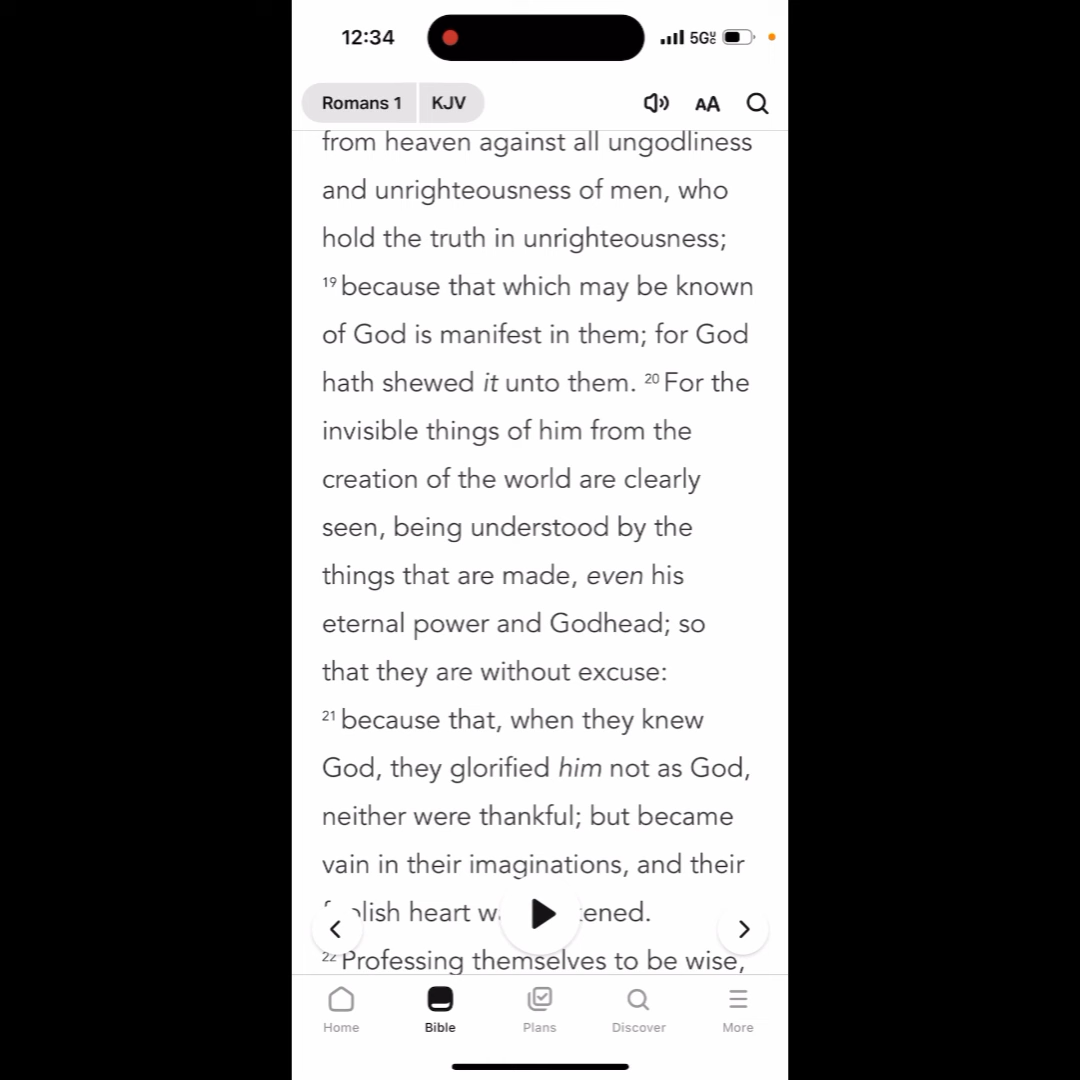 12:34 5G
Romans 1 KJV AA
from heaven against all ungodliness
and unrighteousness of men, who
hold the truth in unrighteousness;
19 because that which may be known
of God is manifest in them; for God
hath shewed it unto them. 20 For the
invisible things of him from the
creation of the world are clearly
seen, being understood by the
things that are made, even his
eternal power and Godhead; so
that they are without excuse:
21 because that, when they knew
God, they glorified him not as God,
neither were thankful; but became
vain in their imaginations, and their
heart
22 Professing themselves to be wise,
Home Bible Plans Discover More